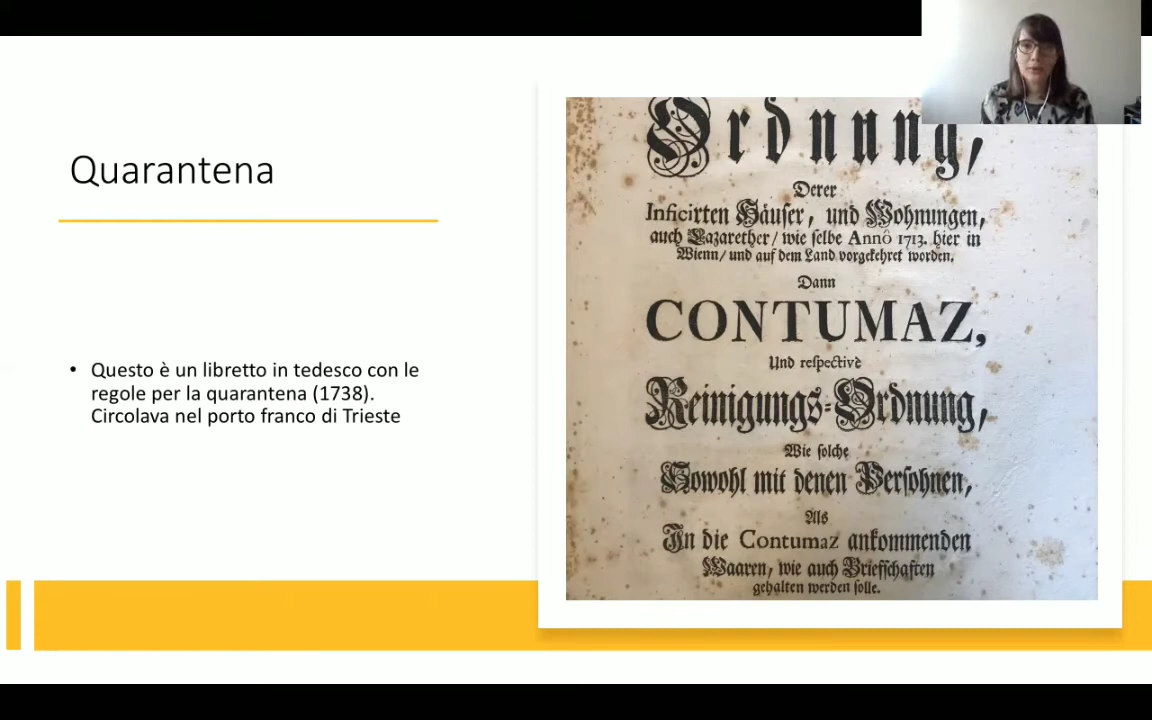 Quarantena
• Questo è un libretto in tedesco con le
regole per la quarantena (1738).
Circolava nel porto franco di Trieste
Ordnung,
Derer
Inficirten Häuſer, und Wohnungen,
auch Lazarether / wie ſelbe Annô 1713. hier in
Wienn / und auf dem Land vorgekehret worden.
Dann
CONTUMAZ,
Und reſpectivè
Reinigungs-Ordnung,
Wie ſolche
Sowohl mit denen Perſohnen,
Als
In die Contumaz ankommenden
Waaren, wie auch Briefſchaften
gehalten werden ſolle.